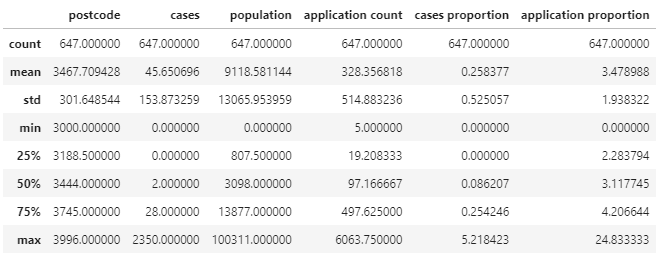 postcode cases population application count cases proportion application proportion
count 647.000000 647.000000 647.000000 647.000000 647.000000 647.000000
mean 3467.709428 45.650696 9118.581144 328.356818 0.258377 3.478988
std 301.648544 153.873259 13065.953959 514.883236 0.525057 1.938322
min 3000.000000 0.000000 0.000000 5.000000 0.000000 0.000000
25% 3188.500000 0.000000 807.500000 19.208333 0.000000 2.283794
50% 3444.000000 2.000000 3098.000000 97.166667 0.086207 3.117745
75% 3745.000000 28.000000 13877.000000 497.625000 0.254246 4.206644
max 3996.000000 2350.000000 100311.000000 6063.750000 5.218423 24.833333